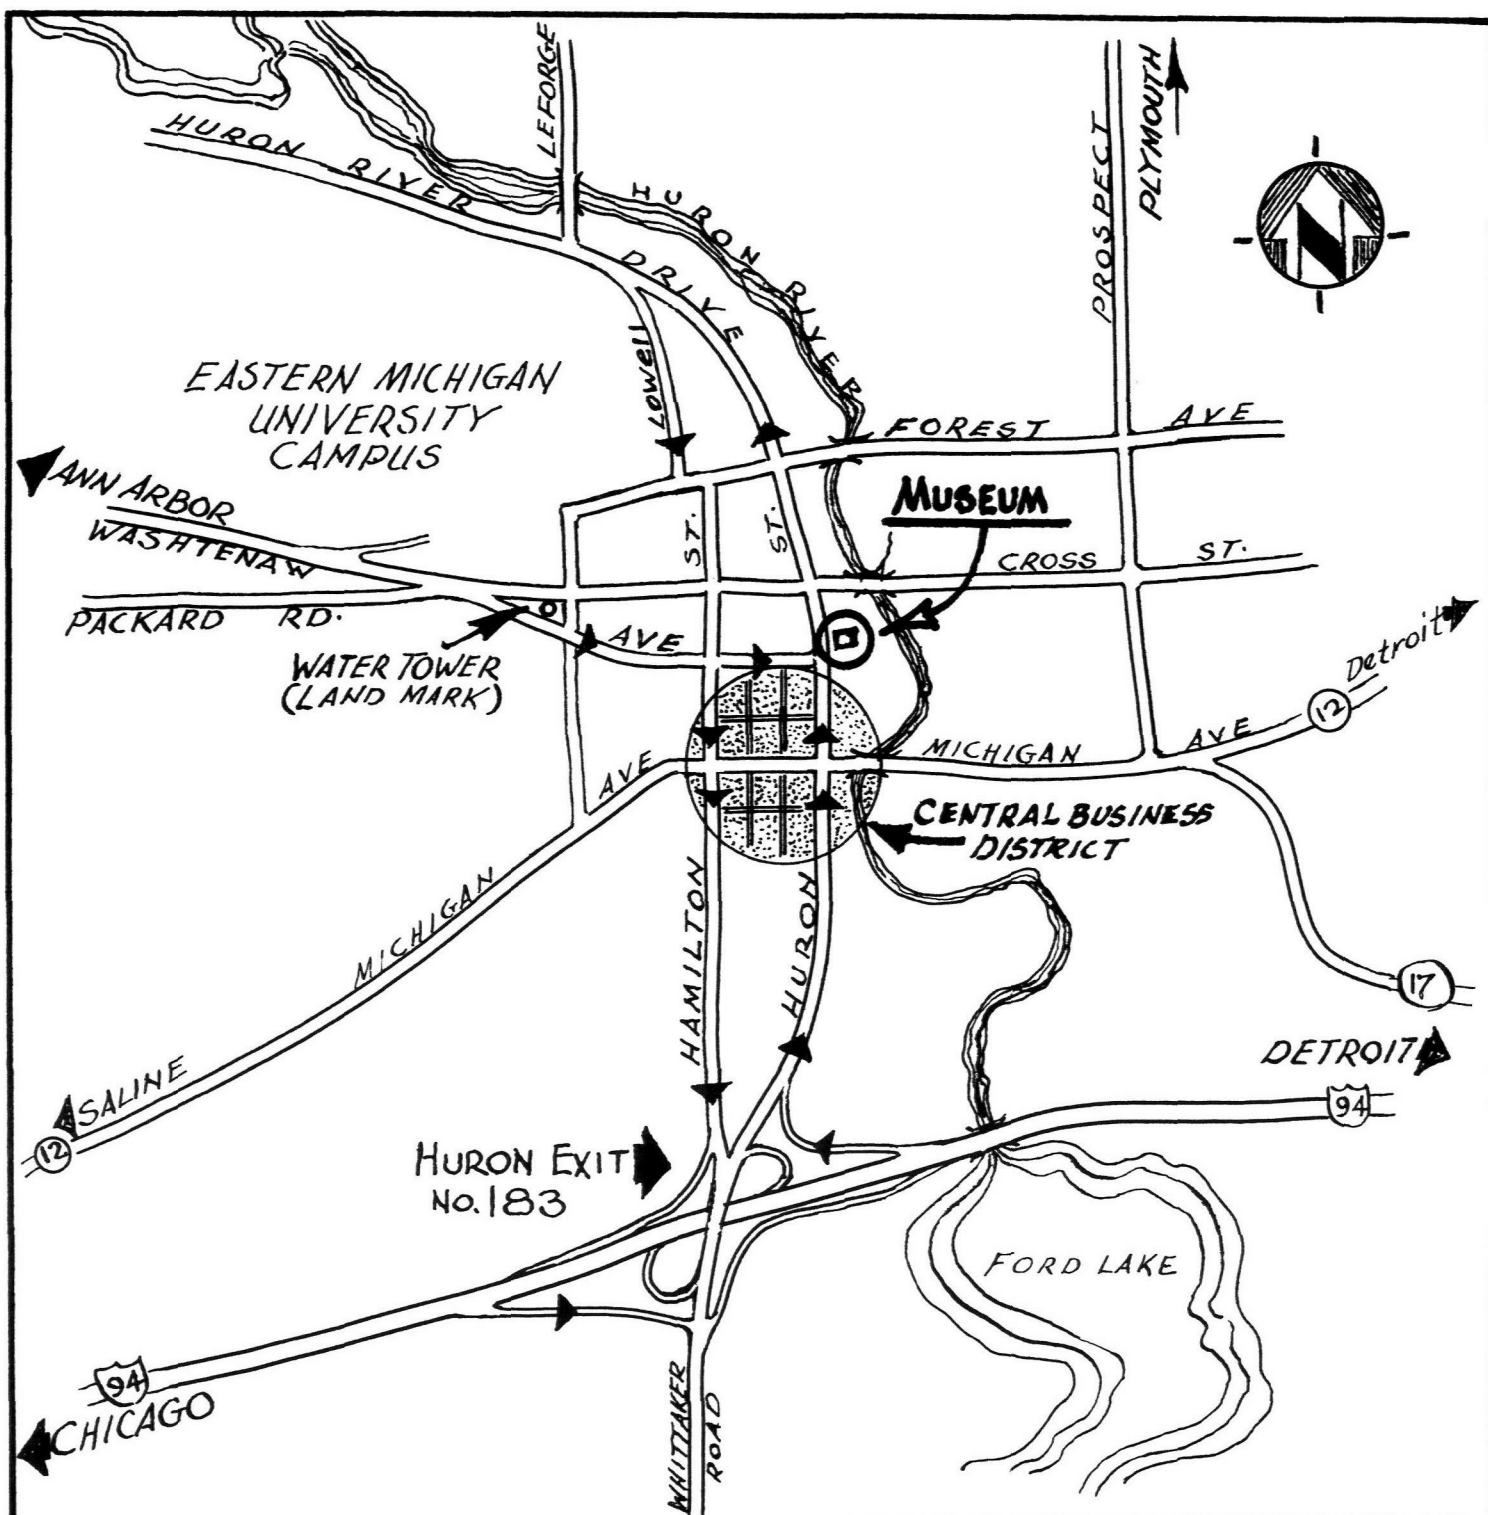 LEFORGE
PROSPECT
PLYMOUTH
HURON RIVER DRIVE
HURON RIVER
N
Lowell
EASTERN MICHIGAN
UNIVERSITY
CAMPUS
FOREST AVE
ANN ARBOR
WASHTENAW AVE
MUSEUM
ST.
ST.
CROSS ST.
PACKARD RD.
WATER TOWER
(LAND MARK)
Detroit
12
MICHIGAN AVE
MICHIGAN AVE
CENTRAL BUSINESS
DISTRICT
HAMILTON
HURON
17
SALINE
12
DETROIT
94
HURON EXIT
NO. 183
FORD LAKE
94
CHICAGO
WHITTAKER
ROAD